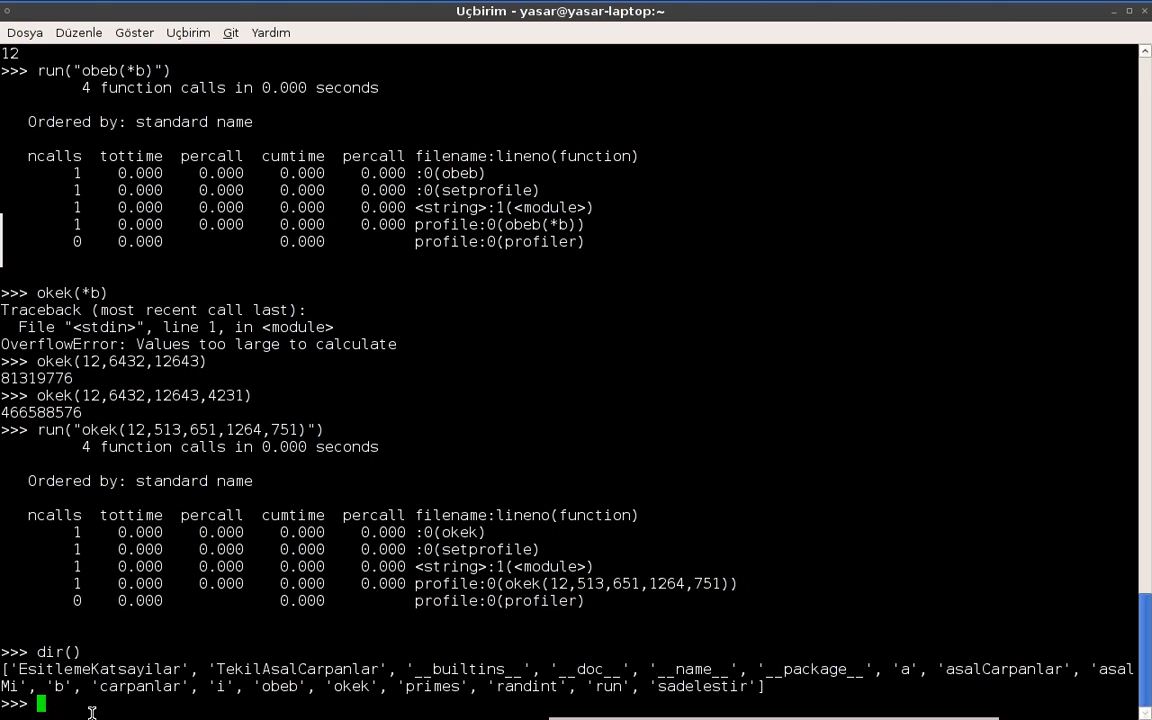 Uçbirim - yasar@yasar-laptop:~
Dosya Düzenle Göster Uçbirim Git Yardım
12
>>> run("obeb(*b)")
4 function calls in 0.000 seconds
Ordered by: standard name
ncalls tottime percall cumtime percall filename:lineno(function)
1 0.000 0.000 0.000 0.000 :0(obeb)
1 0.000 0.000 0.000 0.000 :0(setprofile)
1 0.000 0.000 0.000 0.000 <string>:1(<module>)
1 0.000 0.000 0.000 0.000 profile:0(obeb(*b))
0 0.000 0.000 profile:0(profiler)
>>> okek(*b)
Traceback (most recent call last):
File "<stdin>", line 1, in <module>
OverflowError: Values too large to calculate
>>> okek(12,6432,12643)
81319776
>>> okek(12,6432,12643,4231)
466588576
>>> run("okek(12,513,651,1264,751)")
4 function calls in 0.000 seconds
Ordered by: standard name
ncalls tottime percall cumtime percall filename:lineno(function)
1 0.000 0.000 0.000 0.000 :0(okek)
1 0.000 0.000 0.000 0.000 :0(setprofile)
1 0.000 0.000 0.000 0.000 <string>:1(<module>)
1 0.000 0.000 0.000 0.000 profile:0(okek(12,513,651,1264,751))
0 0.000 0.000 profile:0(profiler)
>>> dir()
['EsitlemeKatsayilar', 'TekilAsalCarpanlar', '__builtins__', '__doc__', '__name__', '__package__', 'a', 'asalCarpanlar', 'asal
Mi', 'b', 'carpanlar', 'i', 'obeb', 'okek', 'primes', 'randint', 'run', 'sadelestir']
>>>